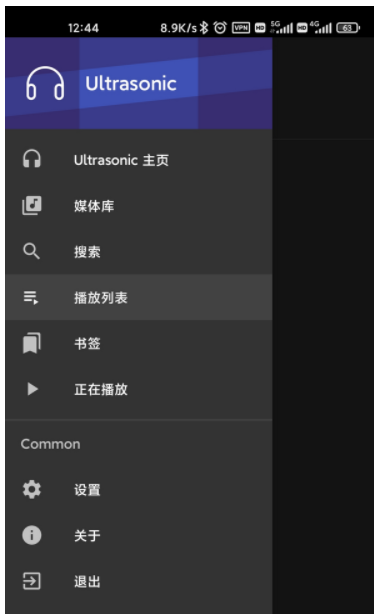 12:44 8.9K/s VPN HD 5G HD 4G 63
Ultrasonic
Ultrasonic 主页
媒体库
搜索
播放列表
书签
正在播放
Common
设置
关于
退出